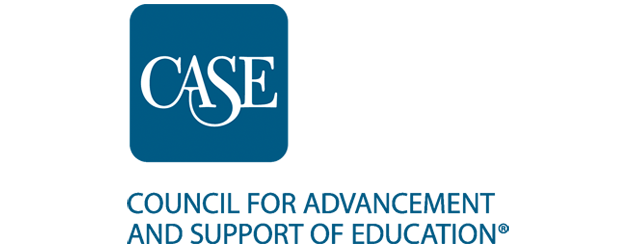 CASE
COUNCIL FOR ADVANCEMENT
AND SUPPORT OF EDUCATION®